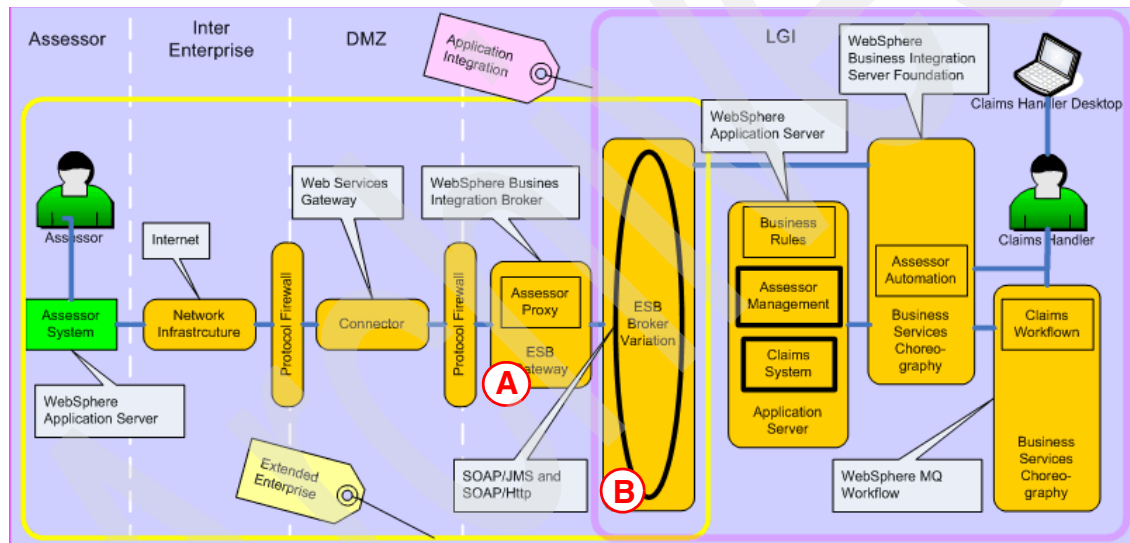 Assessor
Inter
Enterprise
DMZ
LGI
Application
Integration
WebSphere
Business Integration
Server Foundation
Claims Handler Desktop
WebSphere
Application Server
Web Services
Gateway
WebSphere Busines
Integration Broker
Assessor
Internet
Claims Handler
Business
Rules
Assessor
Automation
Assessor
Management
Assessor
System
Network
Infrastrcuture
Protocol Firewall
Connector
Protocol Firewall
Assessor
Proxy
ESB
Gateway
A
ESB
Broker
Variation
Claims
System
Application
Server
Business
Services
Choreo-
graphy
Claims
Workflown
WebSphere
Application Server
Extended
Enterprise
SOAP/JMS and
SOAP/Http
B
WebSphere MQ
Workflow
Business
Services
Choreo-
graphy